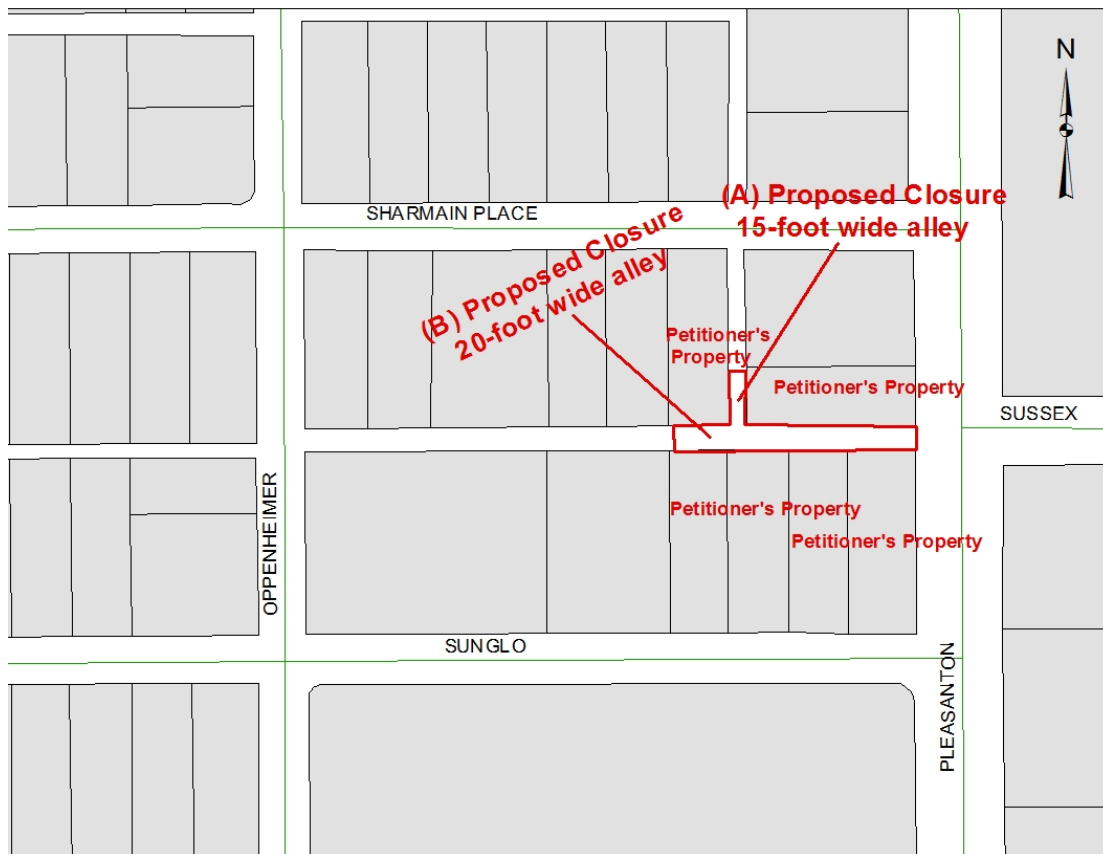 N
(A) Proposed Closure
15-foot wide alley
SHARMAIN PLACE
(B) Proposed Closure
20-foot wide alley
Petitioner's
Property
Petitioner's Property
SUSSEX
OPPENHEIMER
Petitioner's Property
Petitioner's Property
SUNGLO
PLEASANTON